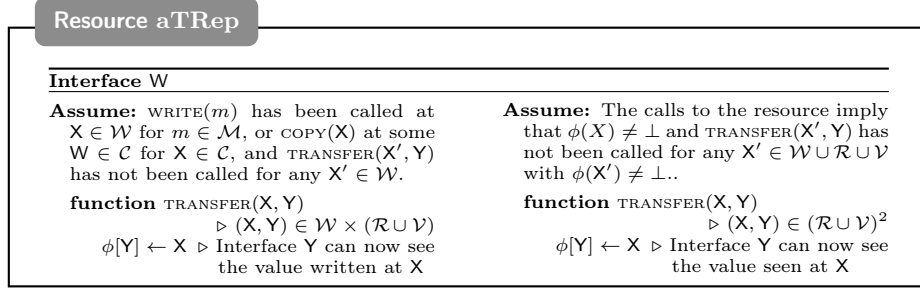 Resource aTRep
Interface W
Assume: WRITE(m) has been called at
X ∈ 𝒲 for m ∈ ℳ, or COPY(X) at some
W ∈ 𝒞 for X ∈ 𝒞, and TRANSFER(X′, Y)
has not been called for any X′ ∈ 𝒲.
function TRANSFER(X, Y)
▷ (X, Y) ∈ 𝒲 × (ℛ ∪ 𝒱)
ϕ[Y] ← X ▷ Interface Y can now see
the value written at X
Assume: The calls to the resource imply
that ϕ(X) ≠ ⊥ and TRANSFER(X′, Y) has
not been called for any X′ ∈ 𝒲 ∪ ℛ ∪ 𝒱
with ϕ(X′) ≠ ⊥..
function TRANSFER(X, Y)
▷ (X, Y) ∈ (ℛ ∪ 𝒱)²
ϕ[Y] ← X ▷ Interface Y can now see
the value seen at X